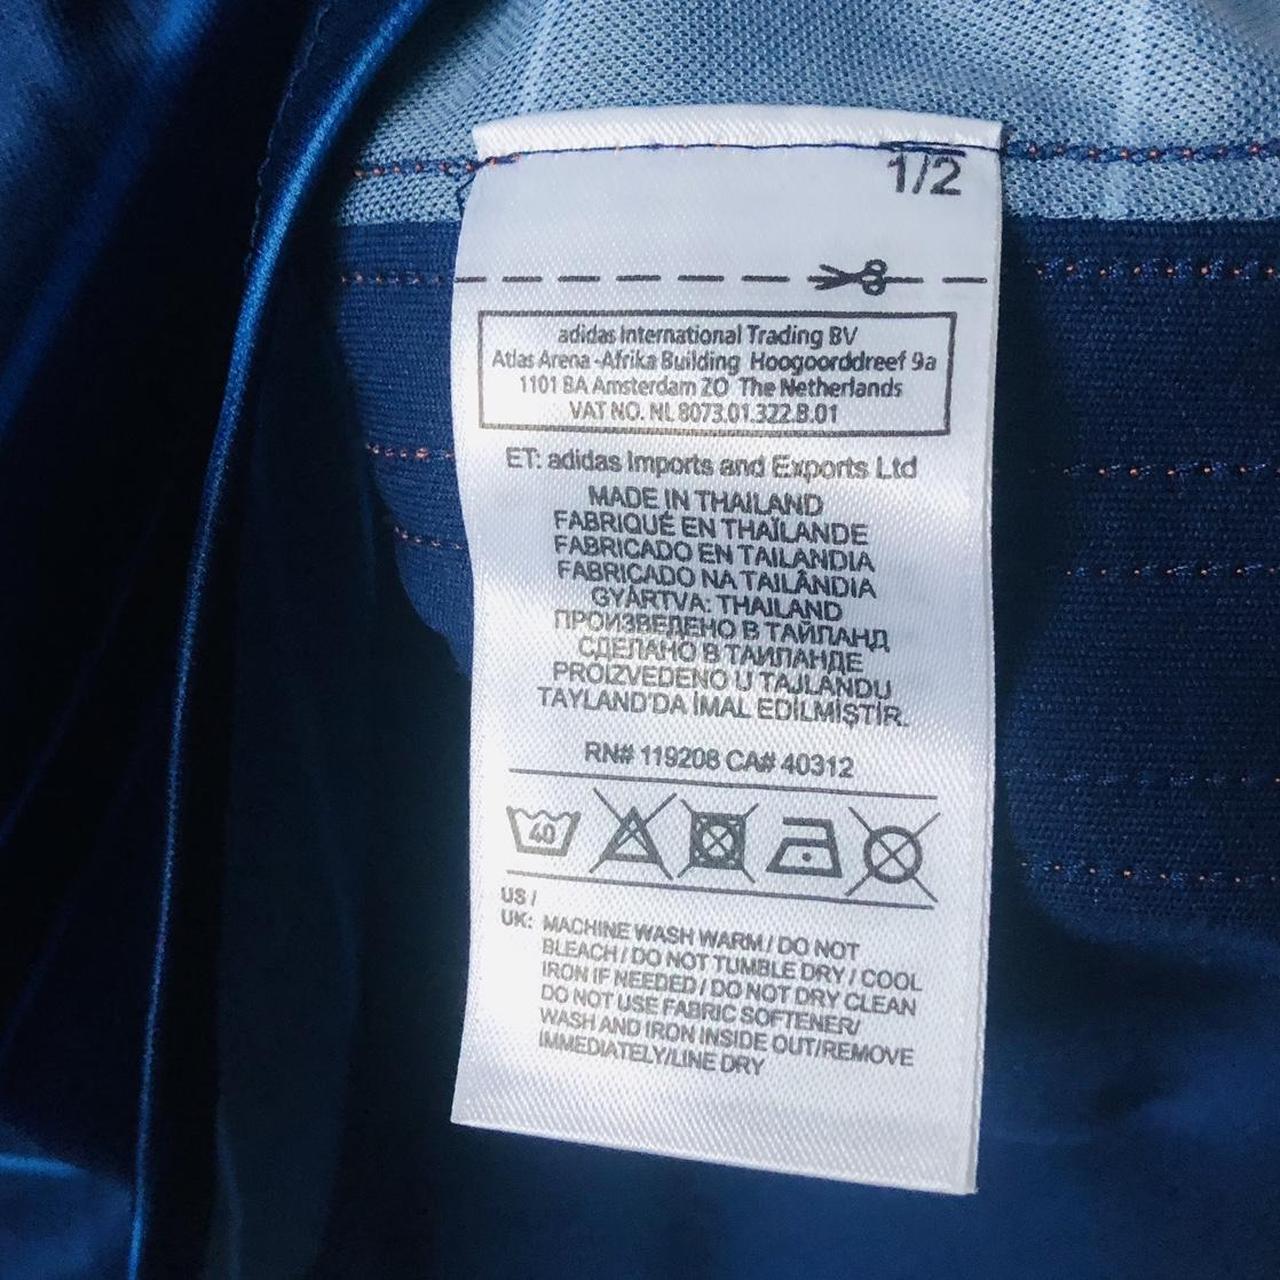 1/2
adidas International Trading BV
Atlas Arena -Afrika Building Hoogoorddreef 9a
1101 BA Amsterdam ZO The Netherlands
VAT NO. NL 8073.01.322.B.01
ET: adidas Imports and Exports Ltd
MADE IN THAILAND
FABRIQUÉ EN THAÏLANDE
FABRICADO EN TAILANDIA
FABRICADO NA TAILÂNDIA
GYÁRTVA: THAILAND
ПРОИЗВЕДЕНО В ТАЙЛАНД
СДЕЛАНО В ТАИЛАНДЕ
PROIZVEDENO U TAJLANDU
TAYLAND'DA İMAL EDİLMİŞTİR.
RN# 119208 CA# 40312
40
US /
UK: MACHINE WASH WARM / DO NOT
BLEACH / DO NOT TUMBLE DRY / COOL
IRON IF NEEDED / DO NOT DRY CLEAN
DO NOT USE FABRIC SOFTENER/
WASH AND IRON INSIDE OUT/REMOVE
IMMEDIATELY/LINE DRY